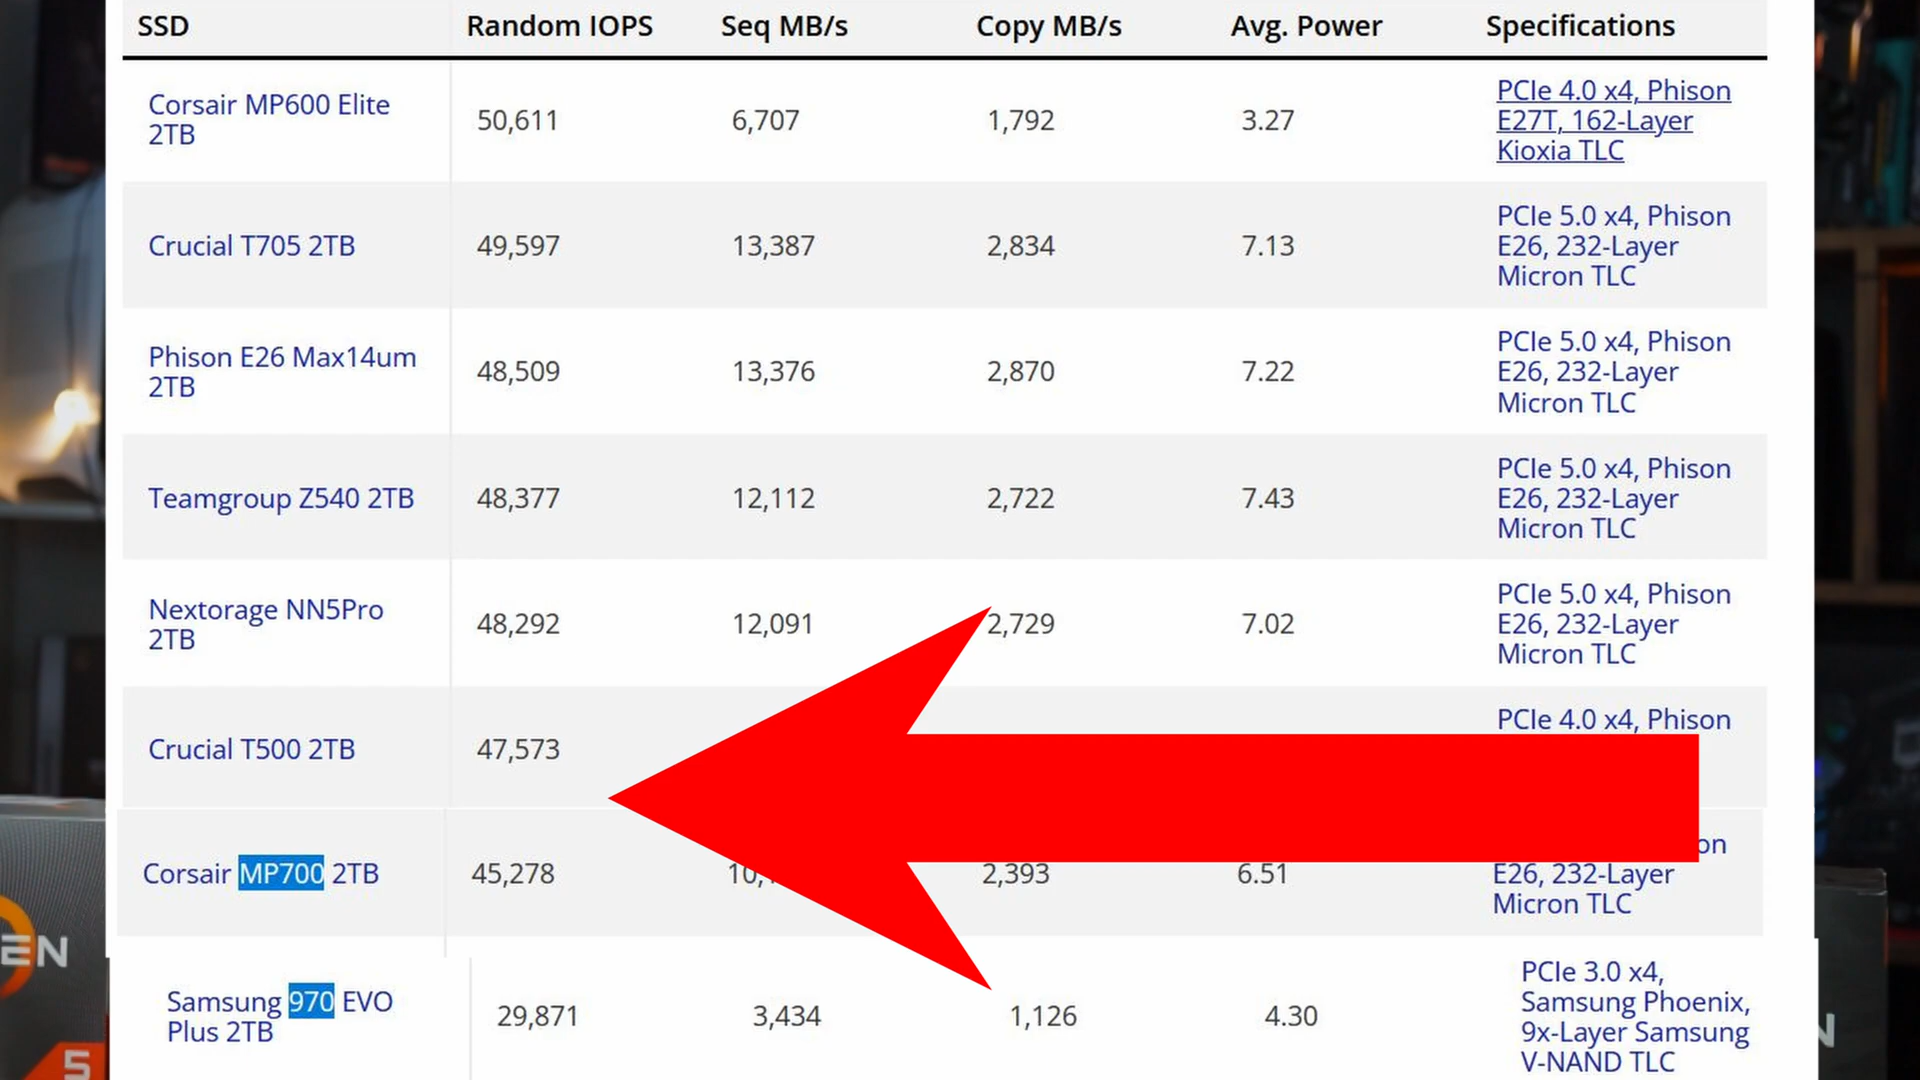 SSD Random IOPS Seq MB/s Copy MB/s Avg. Power Specifications
Corsair MP600 Elite
2TB
50,611 6,707 1,792 3.27
PCIe 4.0 x4, Phison
E27T, 162-Layer
Kioxia TLC
Crucial T705 2TB 49,597 13,387 2,834 7.13
PCIe 5.0 x4, Phison
E26, 232-Layer
Micron TLC
Phison E26 Max14um
2TB
48,509 13,376 2,870 7.22
PCIe 5.0 x4, Phison
E26, 232-Layer
Micron TLC
Teamgroup Z540 2TB 48,377 12,112 2,722 7.43
PCIe 5.0 x4, Phison
E26, 232-Layer
Micron TLC
Nextorage NN5Pro
2TB
48,292 12,091 2,729 7.02
PCIe 5.0 x4, Phison
E26, 232-Layer
Micron TLC
Crucial T500 2TB 47,573
PCIe 4.0 x4, Phison
Corsair MP700 2TB 45,278 10, 2,393 6.51
on
E26, 232-Layer
Micron TLC
Samsung 970 EVO
Plus 2TB
29,871 3,434 1,126 4.30
PCIe 3.0 x4,
Samsung Phoenix,
9x-Layer Samsung
V-NAND TLC
EN
5
N